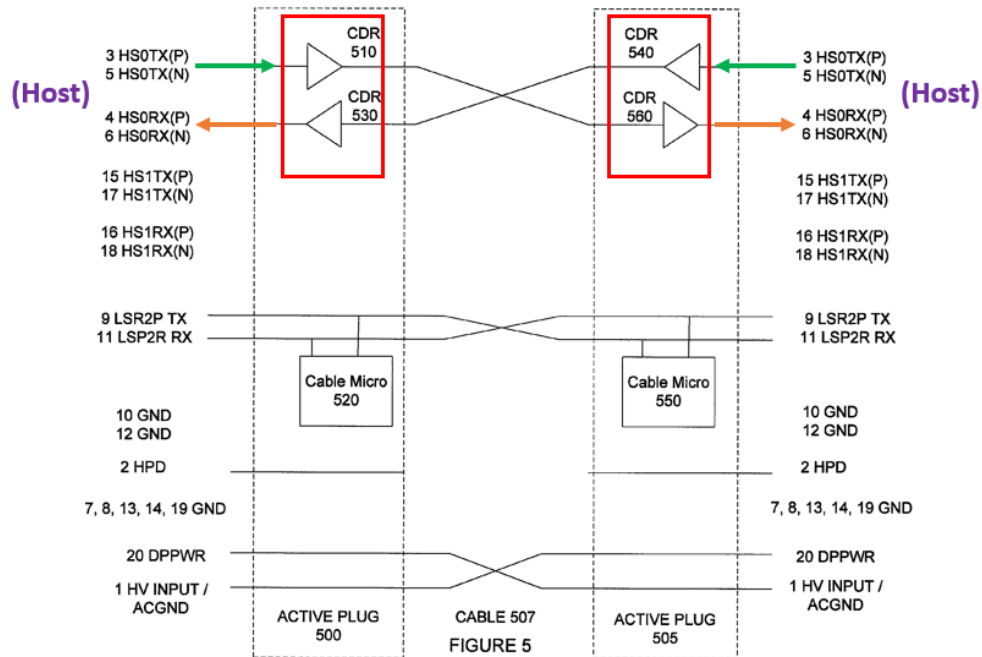 CDR
510
CDR
540
3 HS0TX(P)
5 HS0TX(N)
3 HS0TX(P)
5 HS0TX(N)
(Host)
(Host)
4 HS0RX(P)
6 HS0RX(N)
CDR
530
CDR
560
4 HS0RX(P)
6 HS0RX(N)
15 HS1TX(P)
17 HS1TX(N)
15 HS1TX(P)
17 HS1TX(N)
16 HS1RX(P)
18 HS1RX(N)
16 HS1RX(P)
18 HS1RX(N)
9 LSR2P TX
11 LSP2R RX
9 LSR2P TX
11 LSP2R RX
Cable Micro
520
Cable Micro
550
10 GND
12 GND
10 GND
12 GND
2 HPD
2 HPD
7, 8, 13, 14, 19 GND
7, 8, 13, 14, 19 GND
20 DPPWR
20 DPPWR
1 HV INPUT /
ACGND
1 HV INPUT /
ACGND
ACTIVE PLUG
500
CABLE 507
ACTIVE PLUG
505
FIGURE 5